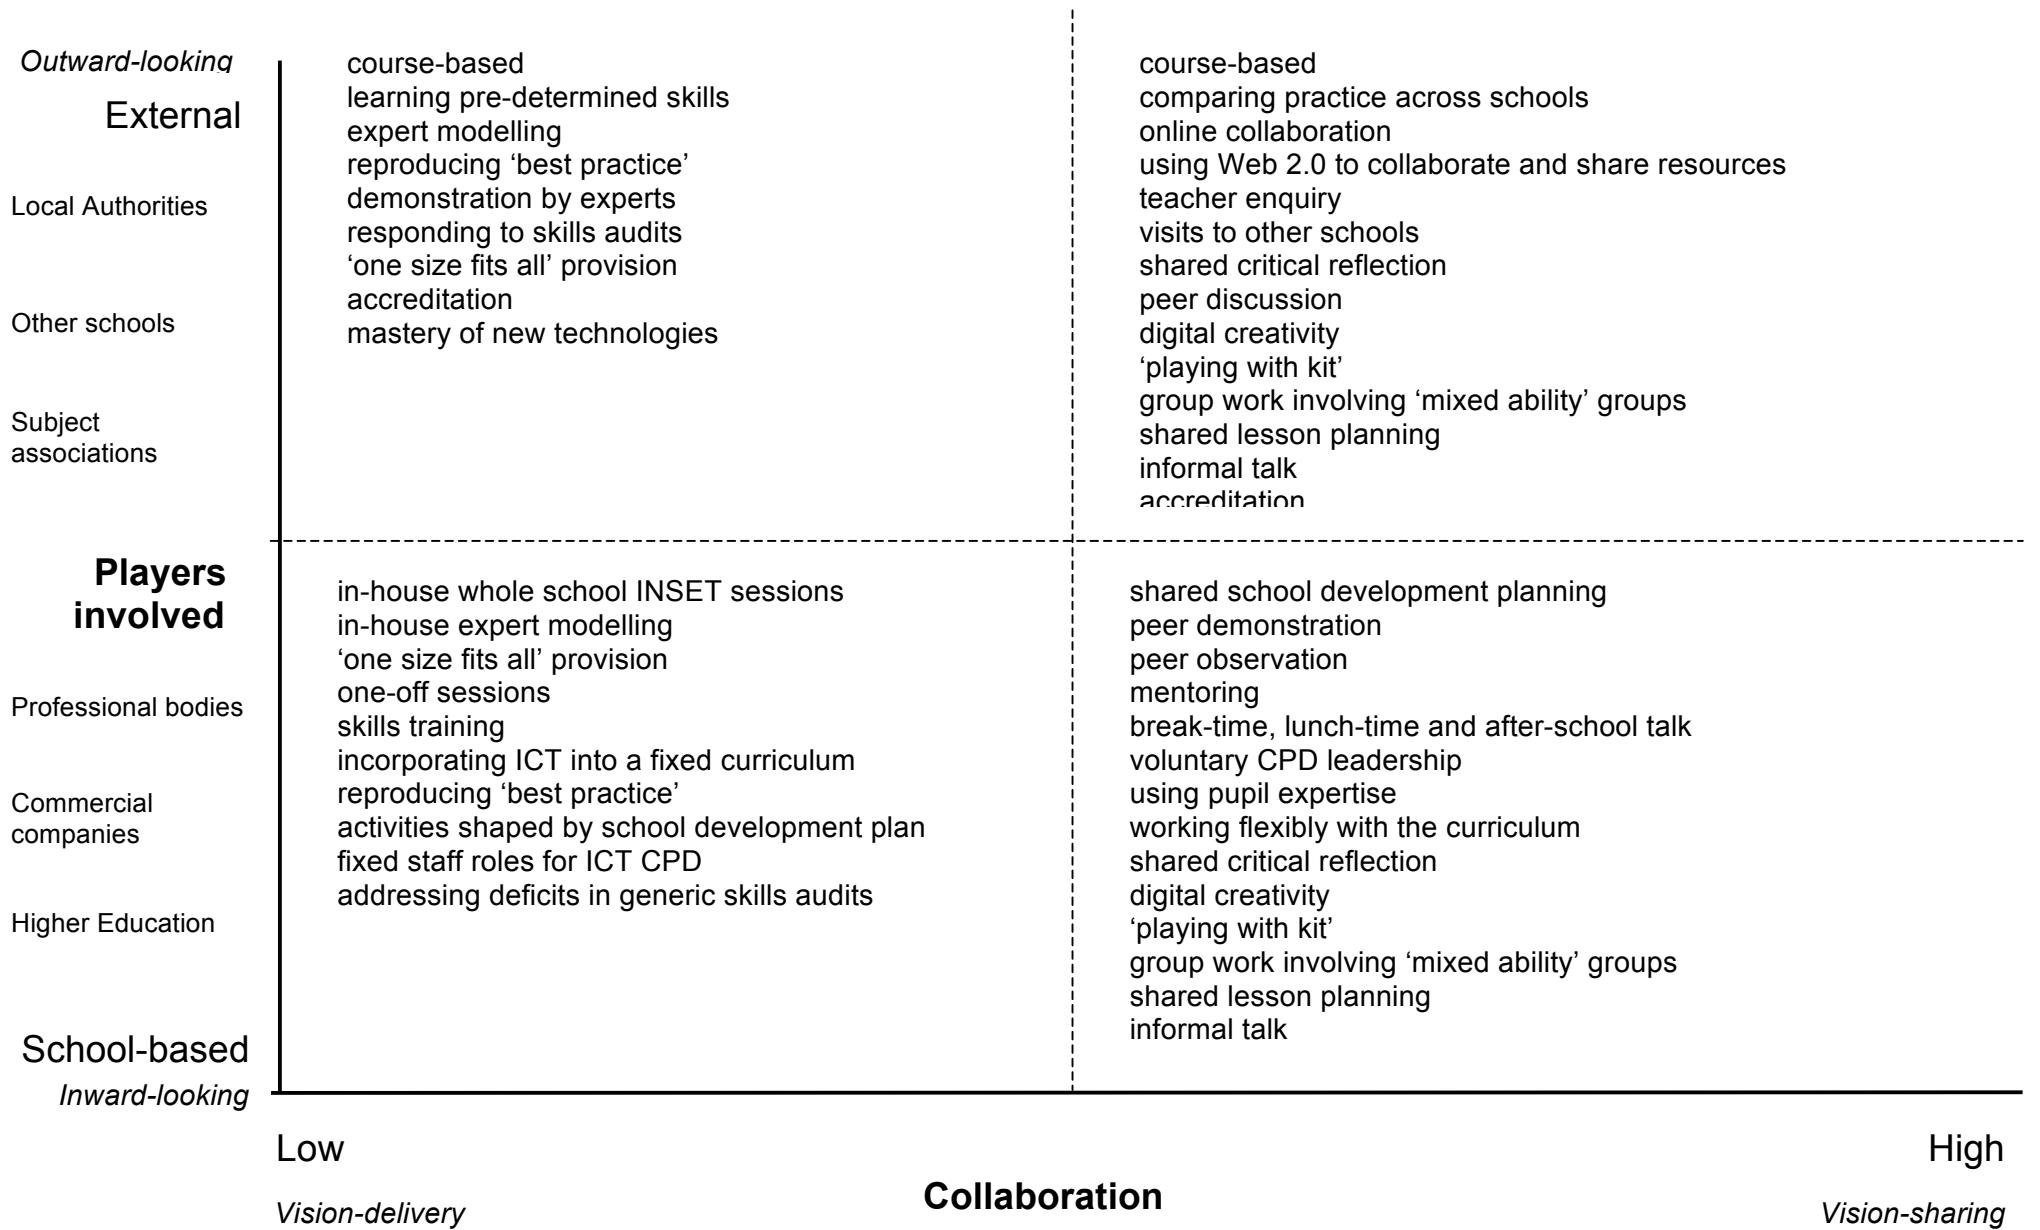 Outward-looking
External
Local Authorities
Other schools
Subject
associations
Players
involved
Professional bodies
Commercial
companies
Higher Education
School-based
Inward-looking
course-based
learning pre-determined skills
expert modelling
reproducing ‘best practice’
demonstration by experts
responding to skills audits
‘one size fits all’ provision
accreditation
mastery of new technologies
course-based
comparing practice across schools
online collaboration
using Web 2.0 to collaborate and share resources
teacher enquiry
visits to other schools
shared critical reflection
peer discussion
digital creativity
‘playing with kit’
group work involving ‘mixed ability’ groups
shared lesson planning
informal talk
accreditation
in-house whole school INSET sessions
in-house expert modelling
‘one size fits all’ provision
one-off sessions
skills training
incorporating ICT into a fixed curriculum
reproducing ‘best practice’
activities shaped by school development plan
fixed staff roles for ICT CPD
addressing deficits in generic skills audits
shared school development planning
peer demonstration
peer observation
mentoring
break-time, lunch-time and after-school talk
voluntary CPD leadership
using pupil expertise
working flexibly with the curriculum
shared critical reflection
digital creativity
‘playing with kit’
group work involving ‘mixed ability’ groups
shared lesson planning
informal talk
Low
High
Collaboration
Vision-delivery
Vision-sharing